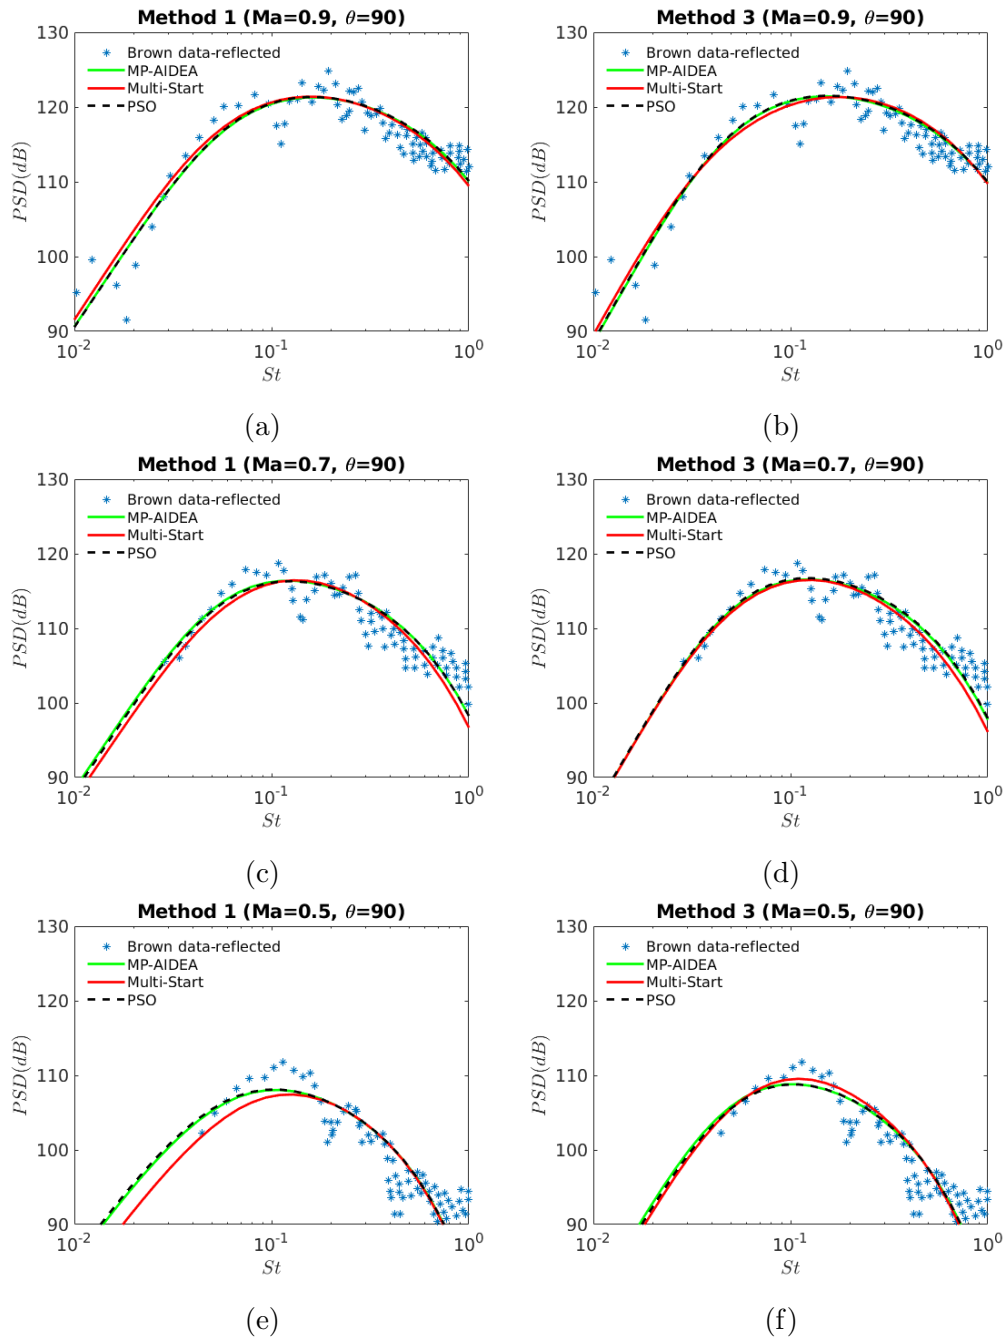 Method 1 (Ma=0.9, θ=90)
130
120
110
100
90
PSD(dB)
Brown data-reflected
MP-AIDEA
Multi-Start
PSO
10^-2
10^-1
10^0
St
(a)
Method 3 (Ma=0.9, θ=90)
130
120
110
100
90
PSD(dB)
Brown data-reflected
MP-AIDEA
Multi-Start
PSO
10^-2
10^-1
10^0
St
(b)
Method 1 (Ma=0.7, θ=90)
130
120
110
100
90
PSD(dB)
Brown data-reflected
MP-AIDEA
Multi-Start
PSO
10^-2
10^-1
10^0
St
(c)
Method 3 (Ma=0.7, θ=90)
130
120
110
100
90
PSD(dB)
Brown data-reflected
MP-AIDEA
Multi-Start
PSO
10^-2
10^-1
10^0
St
(d)
Method 1 (Ma=0.5, θ=90)
130
120
110
100
90
PSD(dB)
Brown data-reflected
MP-AIDEA
Multi-Start
PSO
10^-2
10^-1
10^0
St
(e)
Method 3 (Ma=0.5, θ=90)
130
120
110
100
90
PSD(dB)
Brown data-reflected
MP-AIDEA
Multi-Start
PSO
10^-2
10^-1
10^0
St
(f)